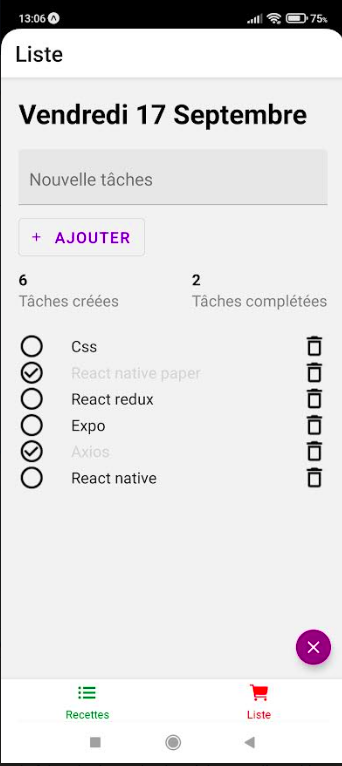 13:06 75%
Liste
Vendredi 17 Septembre
Nouvelle tâches
+ AJOUTER
6 2
Tâches créées Tâches complétées
Css
React native paper
React redux
Expo
Axios
React native
Recettes Liste